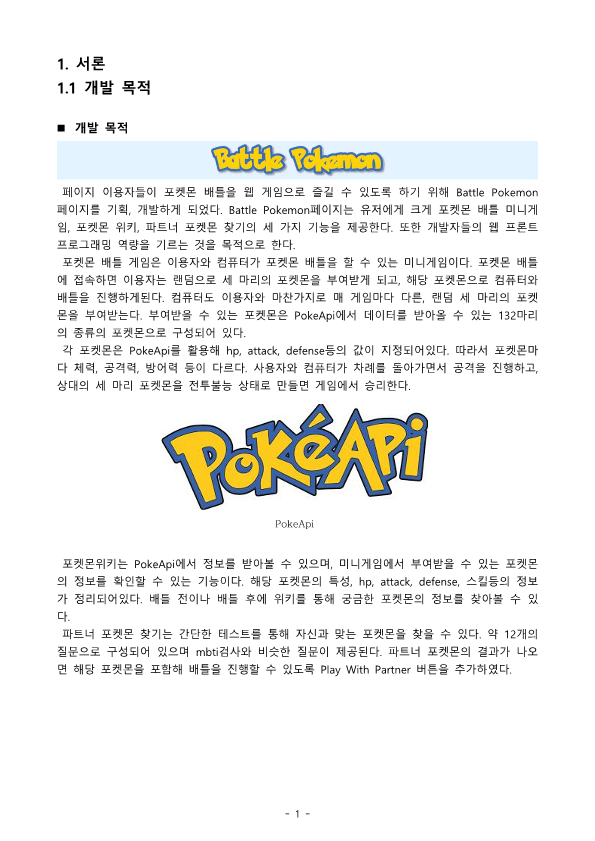 1. 서론
1.1 개발 목적
■ 개발 목적
Battle Pokemon
페이지 이용자들이 포켓몬 배틀을 웹 게임으로 즐길 수 있도록 하기 위해 Battle Pokemon
페이지를 기획, 개발하게 되었다. Battle Pokemon페이지는 유저에게 크게 포켓몬 배틀 미니게
임, 포켓몬 위키, 파트너 포켓몬 찾기의 세 가지 기능을 제공한다. 또한 개발자들의 웹 프론트
프로그래밍 역량을 기르는 것을 목적으로 한다.
포켓몬 배틀 게임은 이용자와 컴퓨터가 포켓몬 배틀을 할 수 있는 미니게임이다. 포켓몬 배틀
에 접속하면 이용자는 랜덤으로 세 마리의 포켓몬을 부여받게 되고, 해당 포켓몬으로 컴퓨터와
배틀을 진행하게된다. 컴퓨터도 이용자와 마찬가지로 매 게임마다 다른, 랜덤 세 마리의 포켓
몬을 부여받는다. 부여받을 수 있는 포켓몬은 PokeApi에서 데이터를 받아올 수 있는 132마리
의 종류의 포켓몬으로 구성되어 있다.
각 포켓몬은 PokeApi를 활용해 hp, attack, defense등의 값이 지정되어있다. 따라서 포켓몬마
다 체력, 공격력, 방어력 등이 다르다. 사용자와 컴퓨터가 차례를 돌아가면서 공격을 진행하고,
상대의 세 마리 포켓몬을 전투불능 상태로 만들면 게임에서 승리한다.
PokéAPi
PokeApi
포켓몬위키는 PokeApi에서 정보를 받아볼 수 있으며, 미니게임에서 부여받을 수 있는 포켓몬
의 정보를 확인할 수 있는 기능이다. 해당 포켓몬의 특성, hp, attack, defense, 스킬등의 정보
가 정리되어있다. 배틀 전이나 배틀 후에 위키를 통해 궁금한 포켓몬의 정보를 찾아볼 수 있
다.
파트너 포켓몬 찾기는 간단한 테스트를 통해 자신과 맞는 포켓몬을 찾을 수 있다. 약 12개의
질문으로 구성되어 있으며 mbti검사와 비슷한 질문이 제공된다. 파트너 포켓몬의 결과가 나오
면 해당 포켓몬을 포함해 배틀을 진행할 수 있도록 Play With Partner 버튼을 추가하였다.
- 1 -